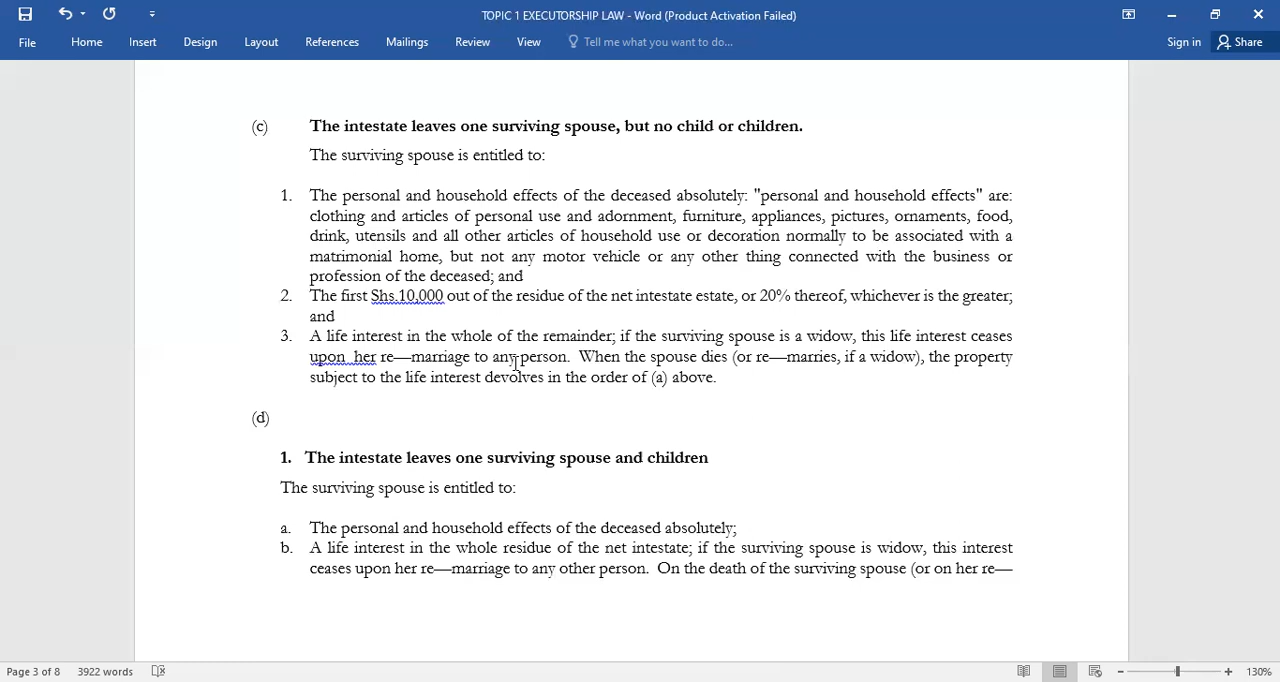 TOPIC 1 EXECUTORSHIP LAW - Word (Product Activation Failed)
File Home Insert Design Layout References Mailings Review View Tell me what you want to do... Sign in Share
(c) The intestate leaves one surviving spouse, but no child or children.
The surviving spouse is entitled to:
1. The personal and household effects of the deceased absolutely: "personal and household effects" are:
clothing and articles of personal use and adornment, furniture, appliances, pictures, ornaments, food,
drink, utensils and all other articles of household use or decoration normally to be associated with a
matrimonial home, but not any motor vehicle or any other thing connected with the business or
profession of the deceased; and
2. The first Shs.10,000 out of the residue of the net intestate estate, or 20% thereof, whichever is the greater;
and
3. A life interest in the whole of the remainder; if the surviving spouse is a widow, this life interest ceases
upon her re—marriage to any person. When the spouse dies (or re—marries, if a widow), the property
subject to the life interest devolves in the order of (a) above.
(d)
1. The intestate leaves one surviving spouse and children
The surviving spouse is entitled to:
a. The personal and household effects of the deceased absolutely;
b. A life interest in the whole residue of the net intestate; if the surviving spouse is widow, this interest
ceases upon her re—marriage to any other person. On the death of the surviving spouse (or on her re—
Page 3 of 8 3922 words 130%